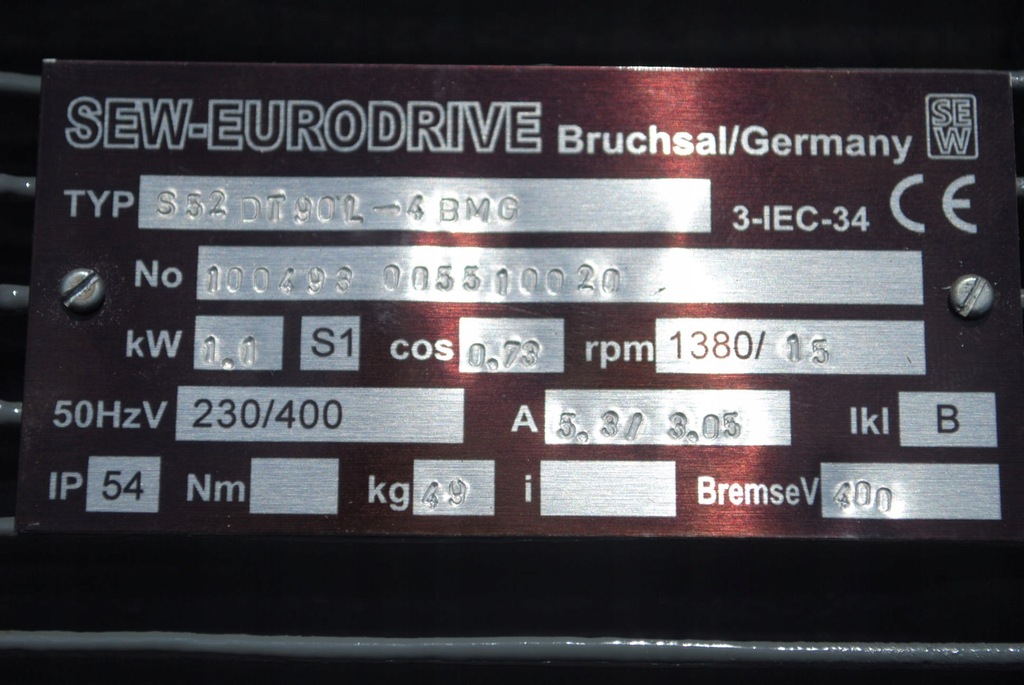 SEW-EURODRIVE Bruchsal/Germany SEW
TYP S52 DT90L-4 BMG 3-IEC-34 CE
No 100493 005510020
kW 1.1 S1 cos 0.73 rpm 1380/ 15
50HzV 230/400 A 5.3/ 3.05 Ikl B
IP 54 Nm kg 49 i BremseV 400